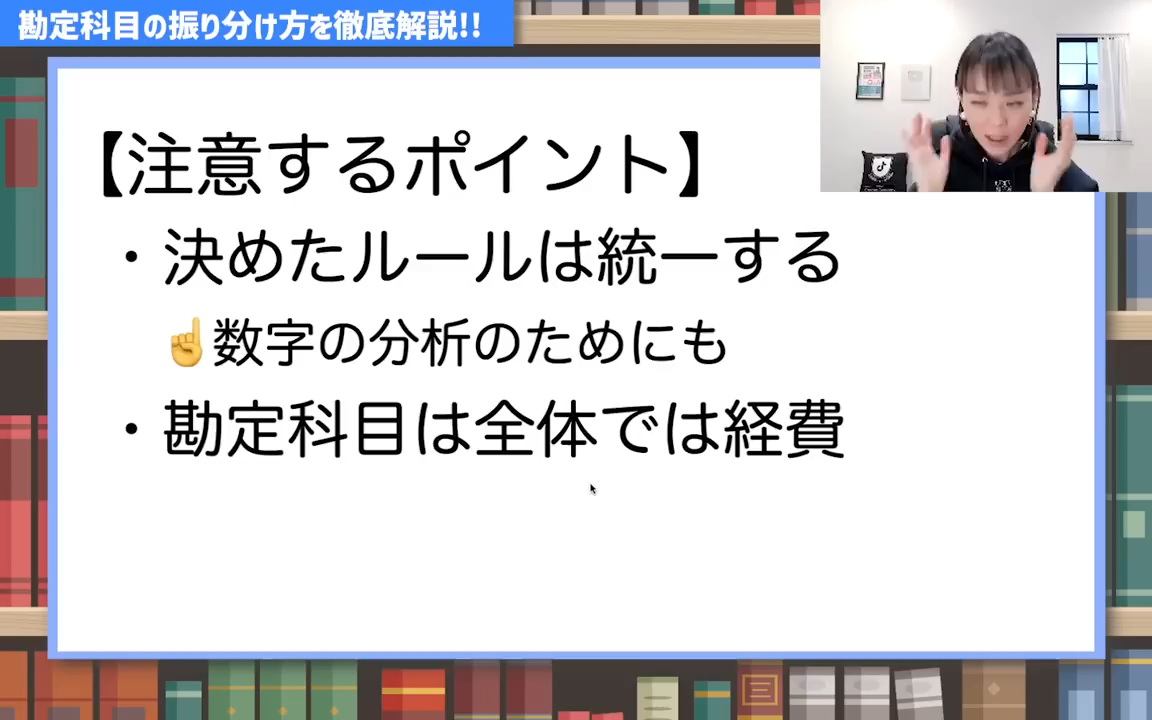 勘定科目の振り分け方を徹底解説!!
【注意するポイント】
・決めたルールは統一する
☝数字の分析のためにも
・勘定科目は全体では経費